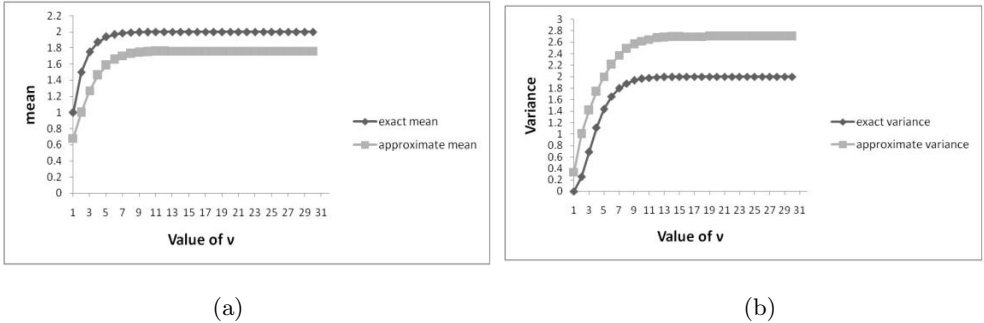 2.2
2
1.8
1.6
1.4
1.2
1
0.8
0.6
0.4
0.2
0
mean
exact mean
approximate mean
1 3 5 7 9 11 13 15 17 19 21 23 25 27 29 31
Value of ν
(a)
3
2.8
2.6
2.4
2.2
2
1.8
1.6
1.4
1.2
1
0.8
0.6
0.4
0.2
0
Variance
exact variance
approximate variance
1 3 5 7 9 11 13 15 17 19 21 23 25 27 29 31
Value of ν
(b)